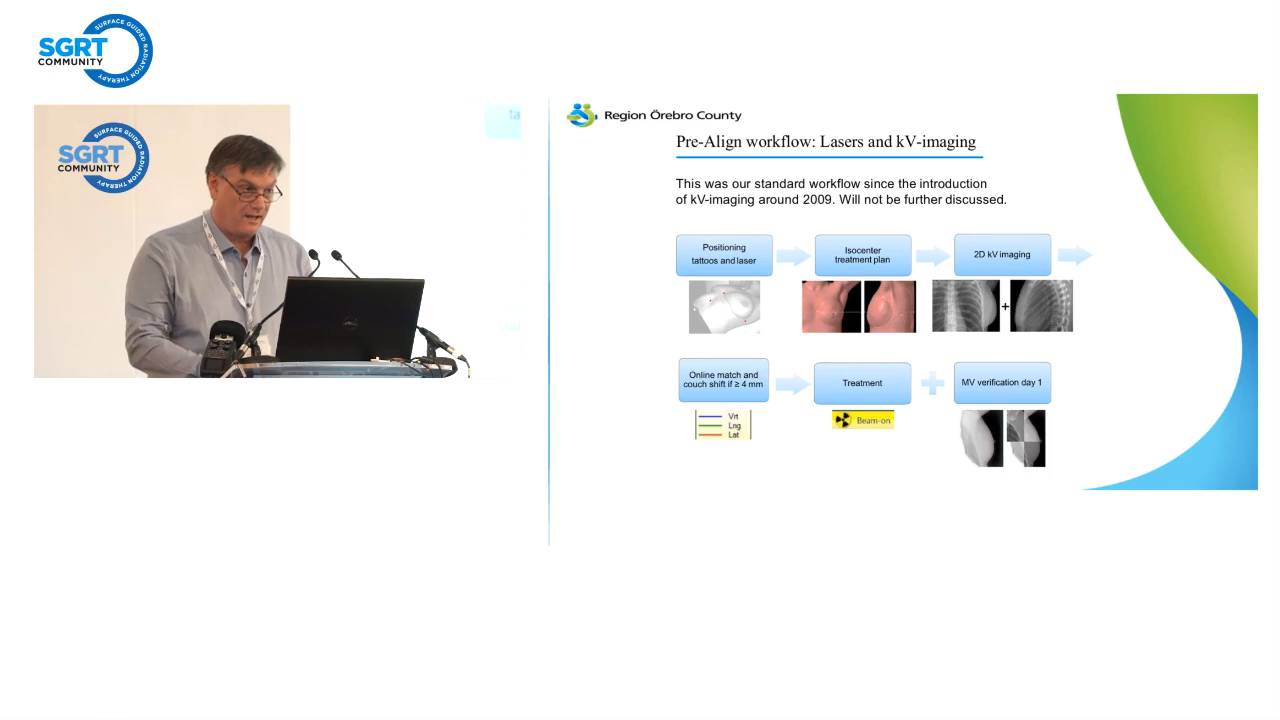 SURFACE GUIDED RADIATION THERAPY
SGRT
COMMUNITY
SURFACE GUIDED RADIATION THERAPY
SGRT
COMMUNITY
ta
cou
DELL
Region Örebro County
Pre-Align workflow: Lasers and kV-imaging
This was our standard workflow since the introduction
of kV-imaging around 2009. Will not be further discussed.
Positioning
tattoos and laser
Isocenter
treatment plan
2D kV imaging
+
Online match and
couch shift if ≥ 4 mm
Treatment
MV verification day 1
Vrt
Lng
Lat
Beam-on